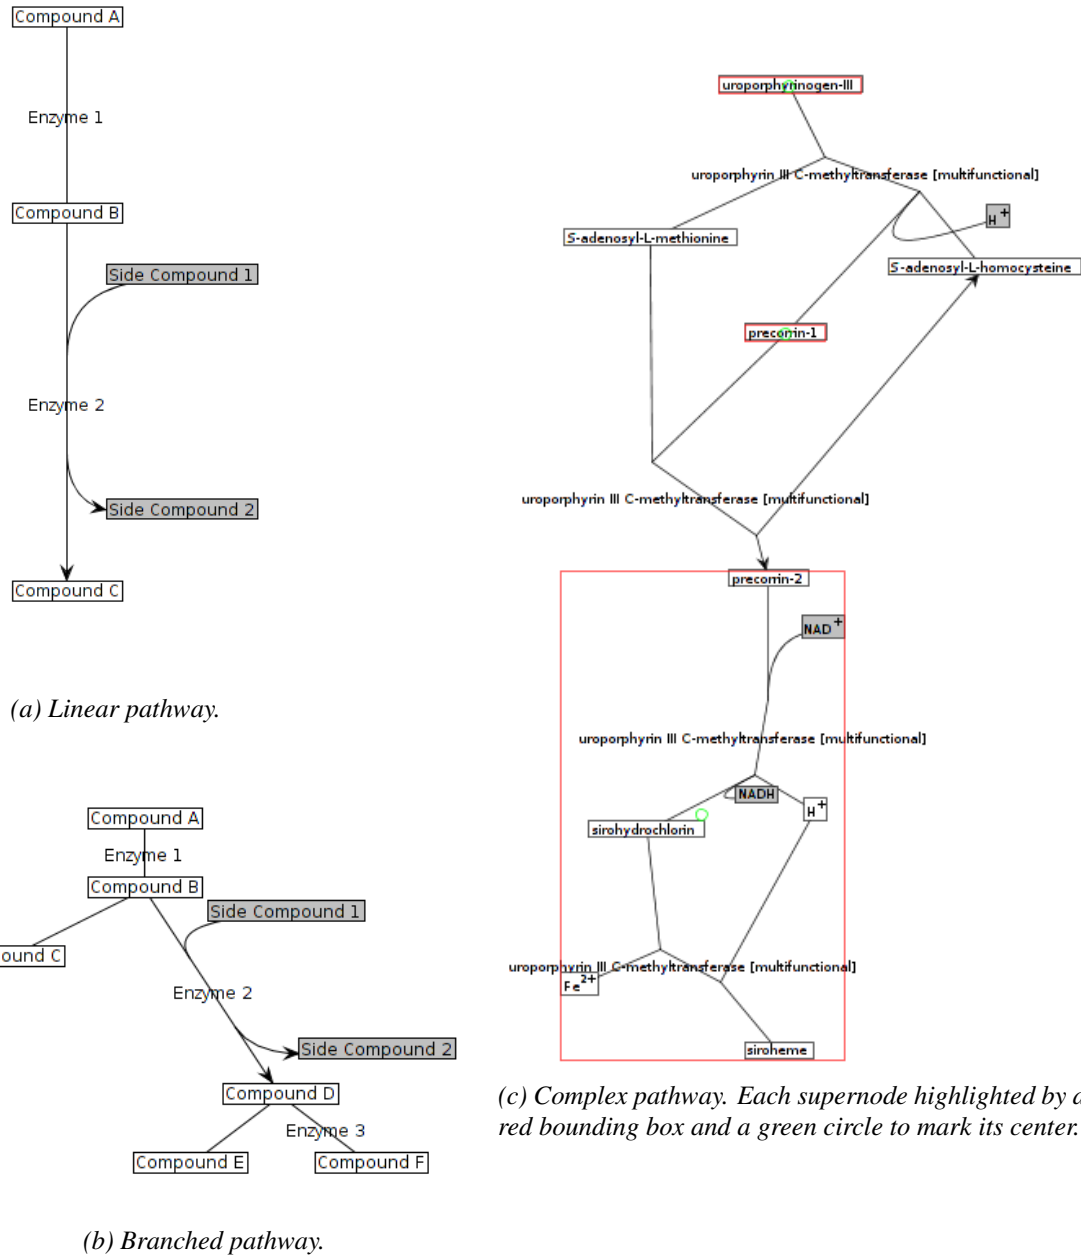 Compound A
Enzyme 1
Compound B
Side Compound 1
Enzyme 2
Side Compound 2
Compound C
(a) Linear pathway.
Compound A
Enzyme 1
Compound B
Side Compound 1
ound C
Enzyme 2
Side Compound 2
Compound D
Enzyme 3
Compound E
Compound F
(b) Branched pathway.
uroporphyrinogen-III
uroporphyrin III C-methyltransferase [multifunctional]
H+
S-adenosyl-L-methionine
S-adenosyl-L-homocysteine
precorrin-1
uroporphyrin III C-methyltransferase [multifunctional]
precorrin-2
NAD+
uroporphyrin III C-methyltransferase [multifunctional]
NADH
H+
sirohydrochlorin
uroporphyrin III C-methyltransferase [multifunctional]
Fe2+
siroheme
(c) Complex pathway. Each supernode highlighted by a
red bounding box and a green circle to mark its center.